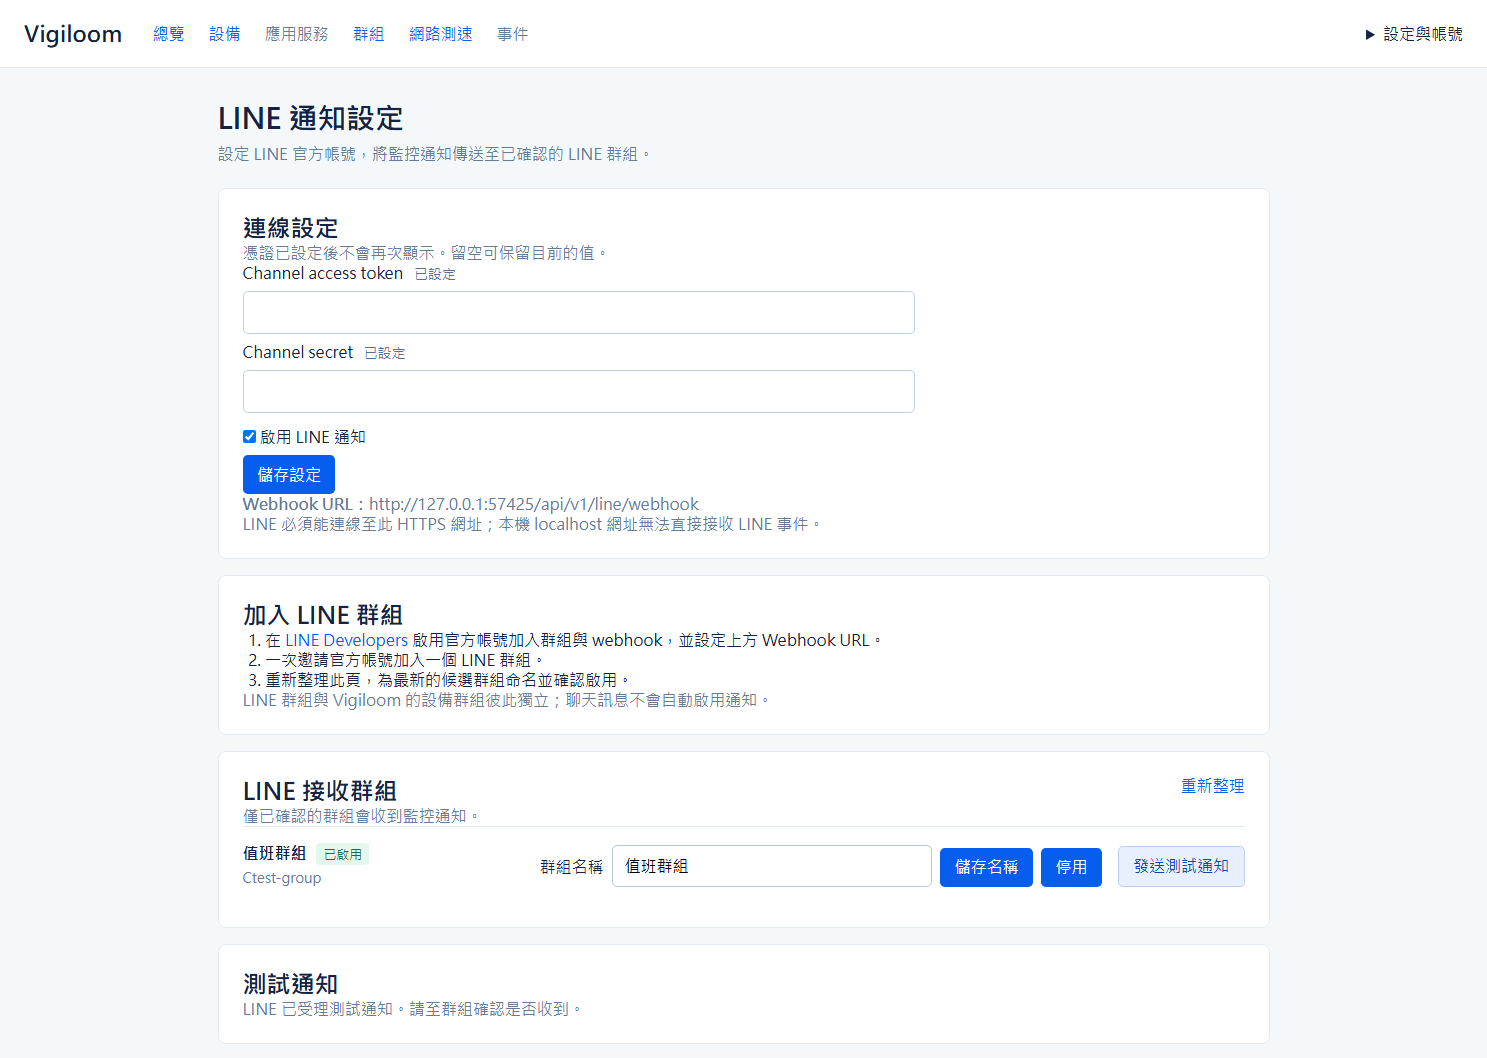 Vigiloom 總覽 設備 應用服務 群組 網路測速 事件 ▶ 設定與帳號
LINE 通知設定
設定 LINE 官方帳號，將監控通知傳送至已確認的 LINE 群組。
連線設定
憑證已設定後不會再次顯示。留空可保留目前的值。
Channel access token 已設定
Channel secret 已設定
啟用 LINE 通知
儲存設定
Webhook URL：http://127.0.0.1:57425/api/v1/line/webhook
LINE 必須能連線至此 HTTPS 網址；本機 localhost 網址無法直接接收 LINE 事件。
加入 LINE 群組
1. 在 LINE Developers 啟用官方帳號加入群組與 webhook，並設定上方 Webhook URL。
2. 一次邀請官方帳號加入一個 LINE 群組。
3. 重新整理此頁，為最新的候選群組命名並確認啟用。
LINE 群組與 Vigiloom 的設備群組彼此獨立；聊天訊息不會自動啟用通知。
LINE 接收群組 重新整理
僅已確認的群組會收到監控通知。
值班群組 已啟用 群組名稱 值班群組 儲存名稱 停用 發送測試通知
Ctest-group
測試通知
LINE 已受理測試通知。請至群組確認是否收到。